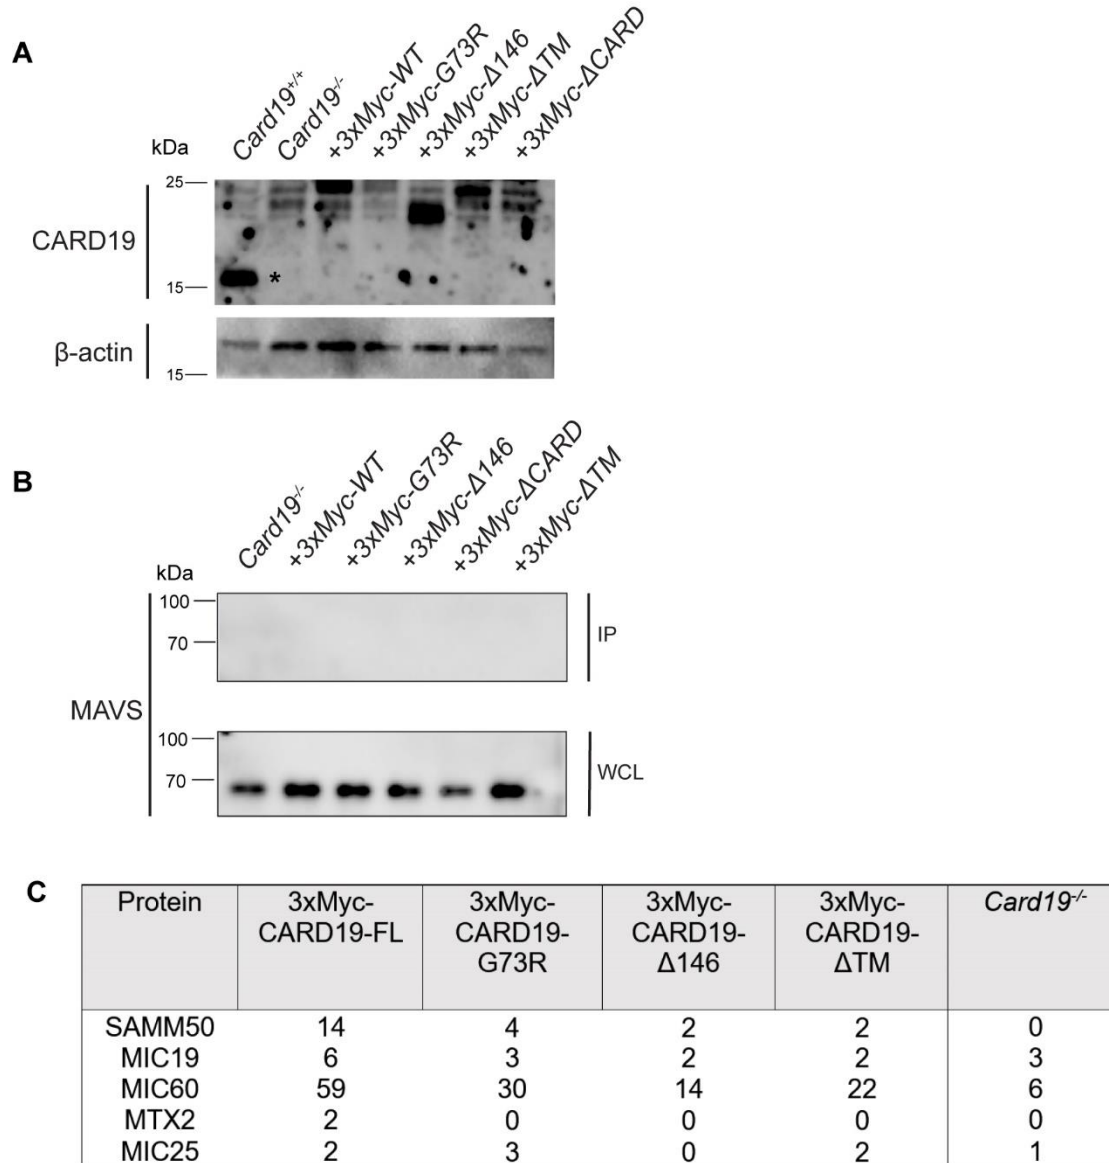 A
Card19+/+
Card19-/-
+3xMyc-WT
+3xMyc-G73R
+3xMyc-Δ146
+3xMyc-ΔTM
+3xMyc-ΔCARD
kDa
25
CARD19
*
15
β-actin
15
B
Card19-/-
+3xMyc-WT
+3xMyc-G73R
+3xMyc-Δ146
+3xMyc-ΔCARD
+3xMyc-ΔTM
kDa
100
70
IP
MAVS
100
70
WCL
C
Protein 3xMyc-CARD19-FL 3xMyc-CARD19-G73R 3xMyc-CARD19-Δ146 3xMyc-CARD19-ΔTM Card19-/-
SAMM50 14 4 2 2 0
MIC19 6 3 2 2 3
MIC60 59 30 14 22 6
MTX2 2 0 0 0 0
MIC25 2 3 0 2 1